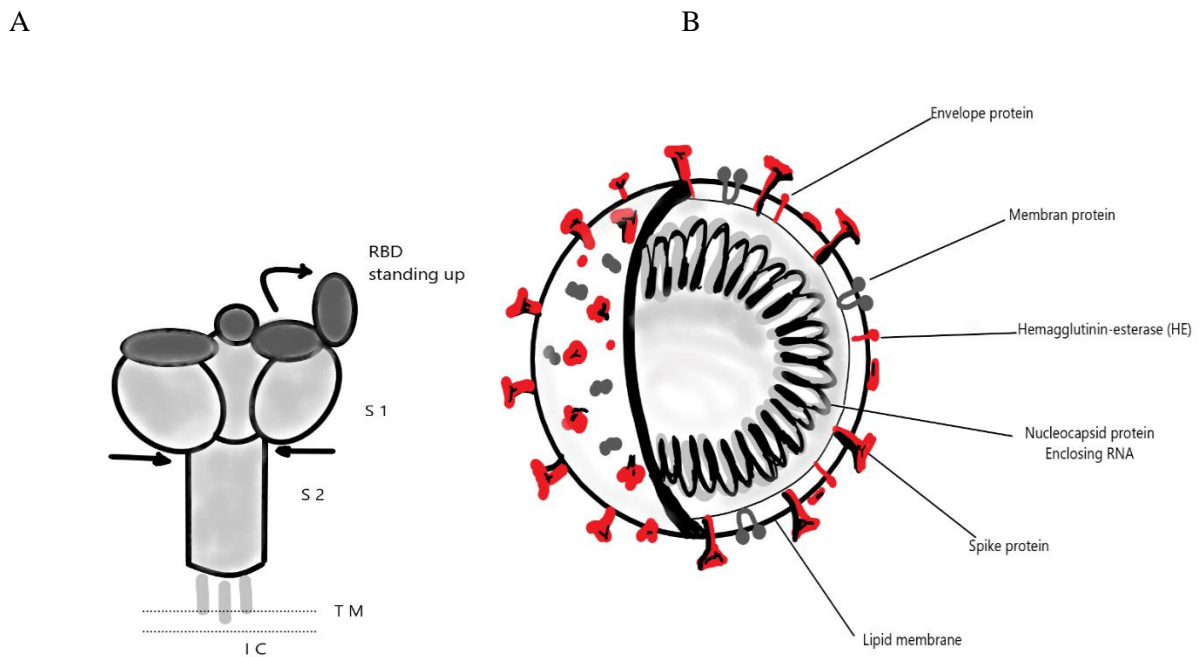 A
B
RBD
standing up
S 1
S 2
T M
I C
Envelope protein
Membran protein
Hemagglutinin-esterase (HE)
Nucleocapsid protein
Enclosing RNA
Spike protein
Lipid membrane